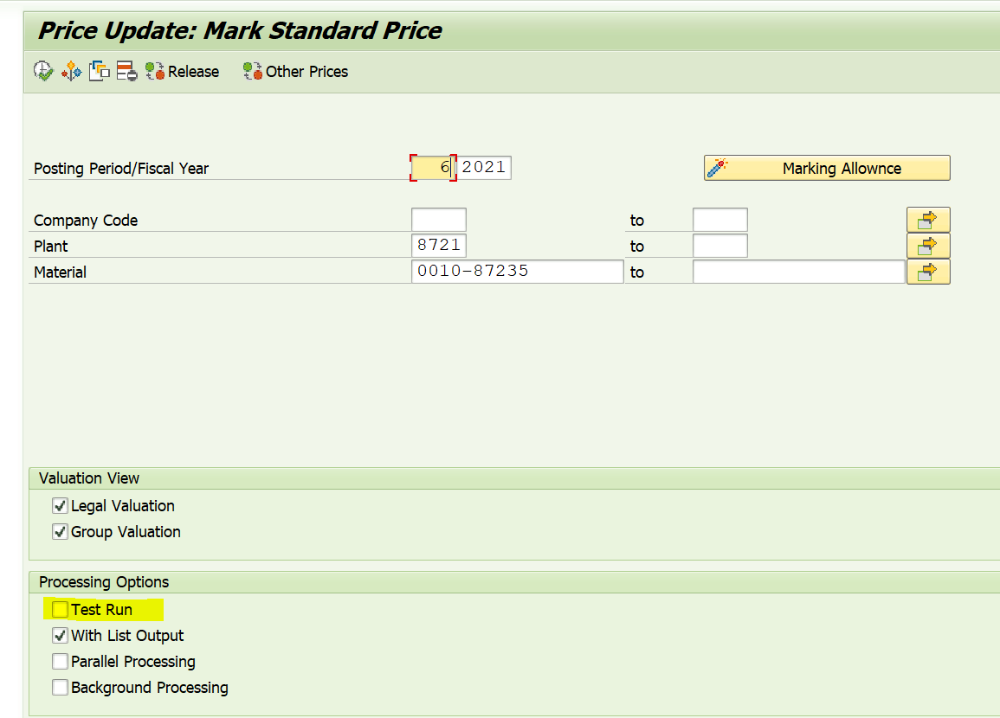 Price Update: Mark Standard Price
Release Other Prices
Posting Period/Fiscal Year 6 2021 Marking Allownce
Company Code to
Plant 8721 to
Material 0010-87235 to
Valuation View
Legal Valuation
Group Valuation
Processing Options
Test Run
With List Output
Parallel Processing
Background Processing